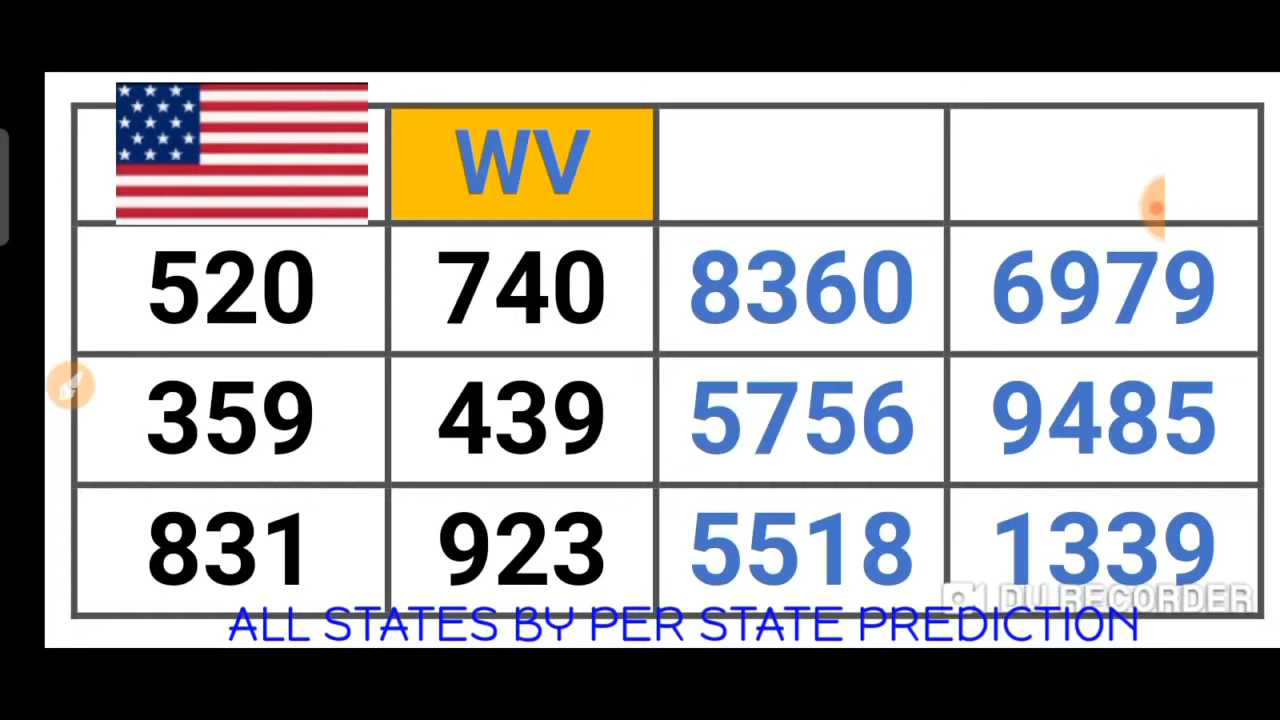 WV
520 740 8360 6979
359 439 5756 9485
831 923 5518 1339
DU RECORDER
ALL STATES BY PER STATE PREDICTION